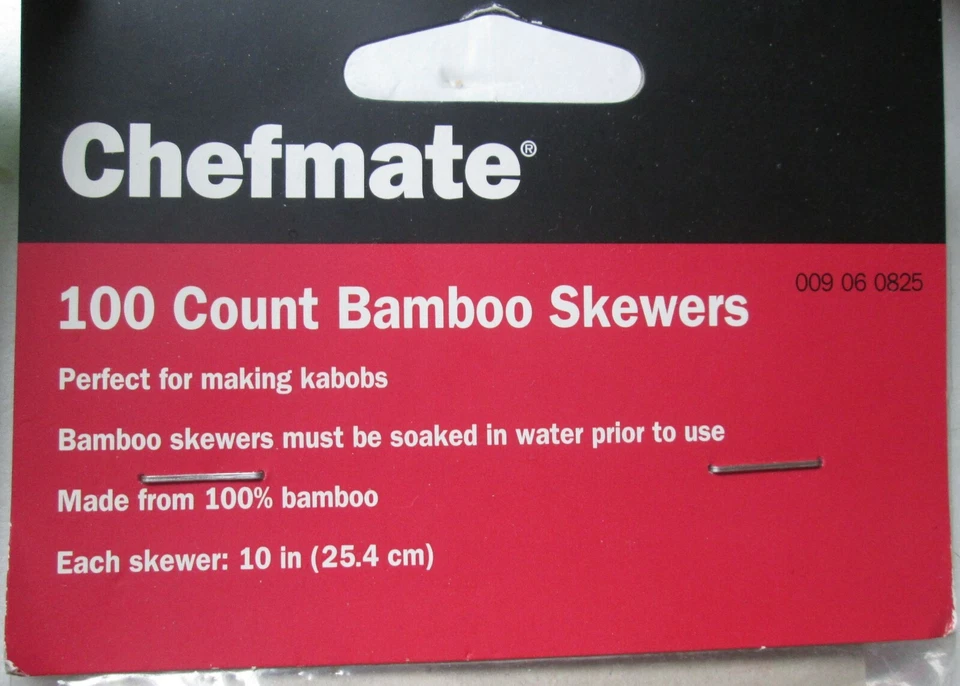 Chefmate®
009 06 0825
100 Count Bamboo Skewers
Perfect for making kabobs
Bamboo skewers must be soaked in water prior to use
Made from 100% bamboo
Each skewer: 10 in (25.4 cm)